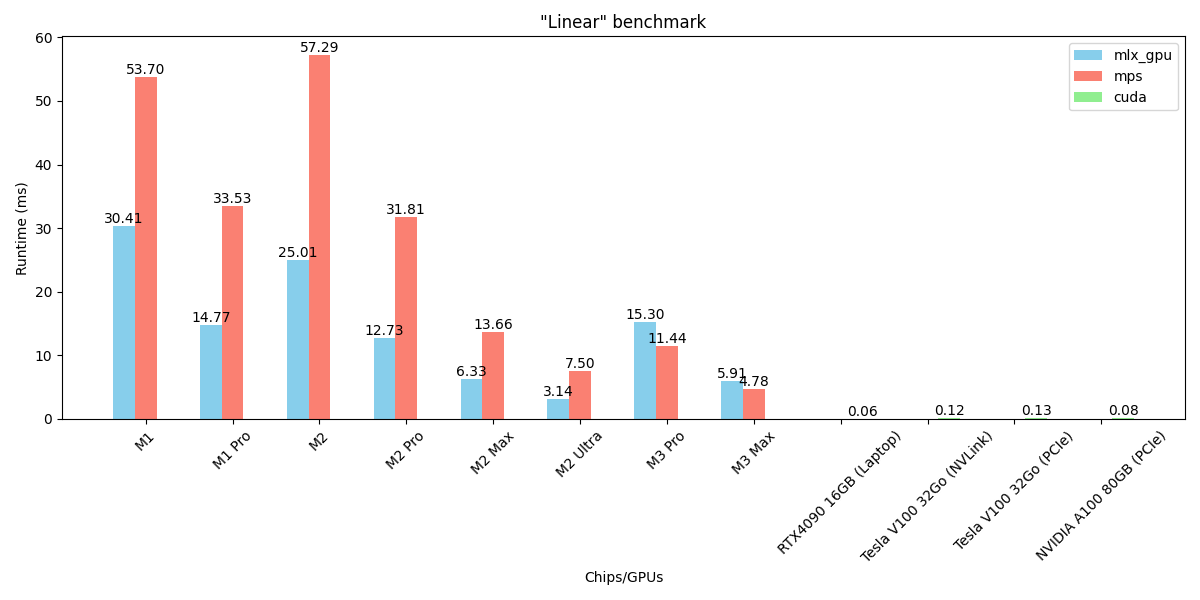 "Linear" benchmark
Runtime (ms)
60
50
40
30
20
10
0
mlx_gpu
mps
cuda
30.41
53.70
14.77
33.53
25.01
57.29
12.73
31.81
6.33
13.66
3.14
7.50
15.30
11.44
5.91
4.78
0.06
0.12
0.13
0.08
M1
M1 Pro
M2
M2 Pro
M2 Max
M2 Ultra
M3 Pro
M3 Max
RTX4090 16GB (Laptop)
Tesla V100 32Go (NVLink)
Tesla V100 32Go (PCIe)
NVIDIA A100 80GB (PCIe)
Chips/GPUs